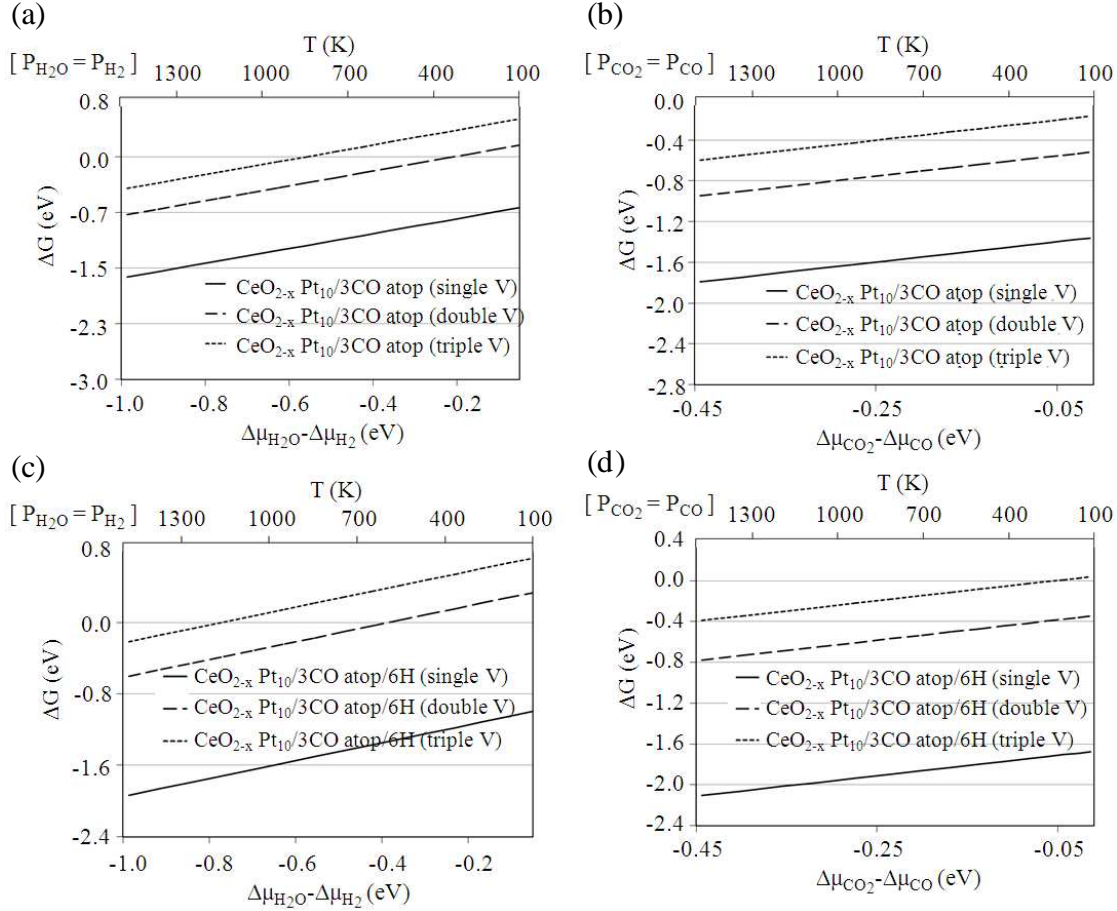 (a)
T (K)
[ P_H2O = P_H2 ] 1300 1000 700 400 100
0.8
0.0
-0.7
-1.5
-2.3
-3.0
ΔG (eV)
CeO2-x Pt10/3CO atop (single V)
CeO2-x Pt10/3CO atop (double V)
CeO2-x Pt10/3CO atop (triple V)
-1.0 -0.8 -0.6 -0.4 -0.2
Δμ_H2O-Δμ_H2 (eV)
(b)
T (K)
[ P_CO2 = P_CO ] 1300 1000 700 400 100
0.0
-0.4
-0.8
-1.2
-1.6
-2.0
-2.4
-2.8
ΔG (eV)
CeO2-x Pt10/3CO atop (single V)
CeO2-x Pt10/3CO atop (double V)
CeO2-x Pt10/3CO atop (triple V)
-0.45 -0.25 -0.05
Δμ_CO2-Δμ_CO (eV)
(c)
T (K)
[ P_H2O = P_H2 ] 1300 1000 700 400 100
0.8
0.0
-0.8
-1.6
-2.4
ΔG (eV)
CeO2-x Pt10/3CO atop/6H (single V)
CeO2-x Pt10/3CO atop/6H (double V)
CeO2-x Pt10/3CO atop/6H (triple V)
-1.0 -0.8 -0.6 -0.4 -0.2
Δμ_H2O-Δμ_H2 (eV)
(d)
T (K)
[ P_CO2 = P_CO ] 1300 1000 700 400 100
0.4
0.0
-0.4
-0.8
-1.2
-1.6
-2.0
-2.4
ΔG (eV)
CeO2-x Pt10/3CO atop/6H (single V)
CeO2-x Pt10/3CO atop/6H (double V)
CeO2-x Pt10/3CO atop/6H (triple V)
-0.45 -0.25 -0.05
Δμ_CO2-Δμ_CO (eV)